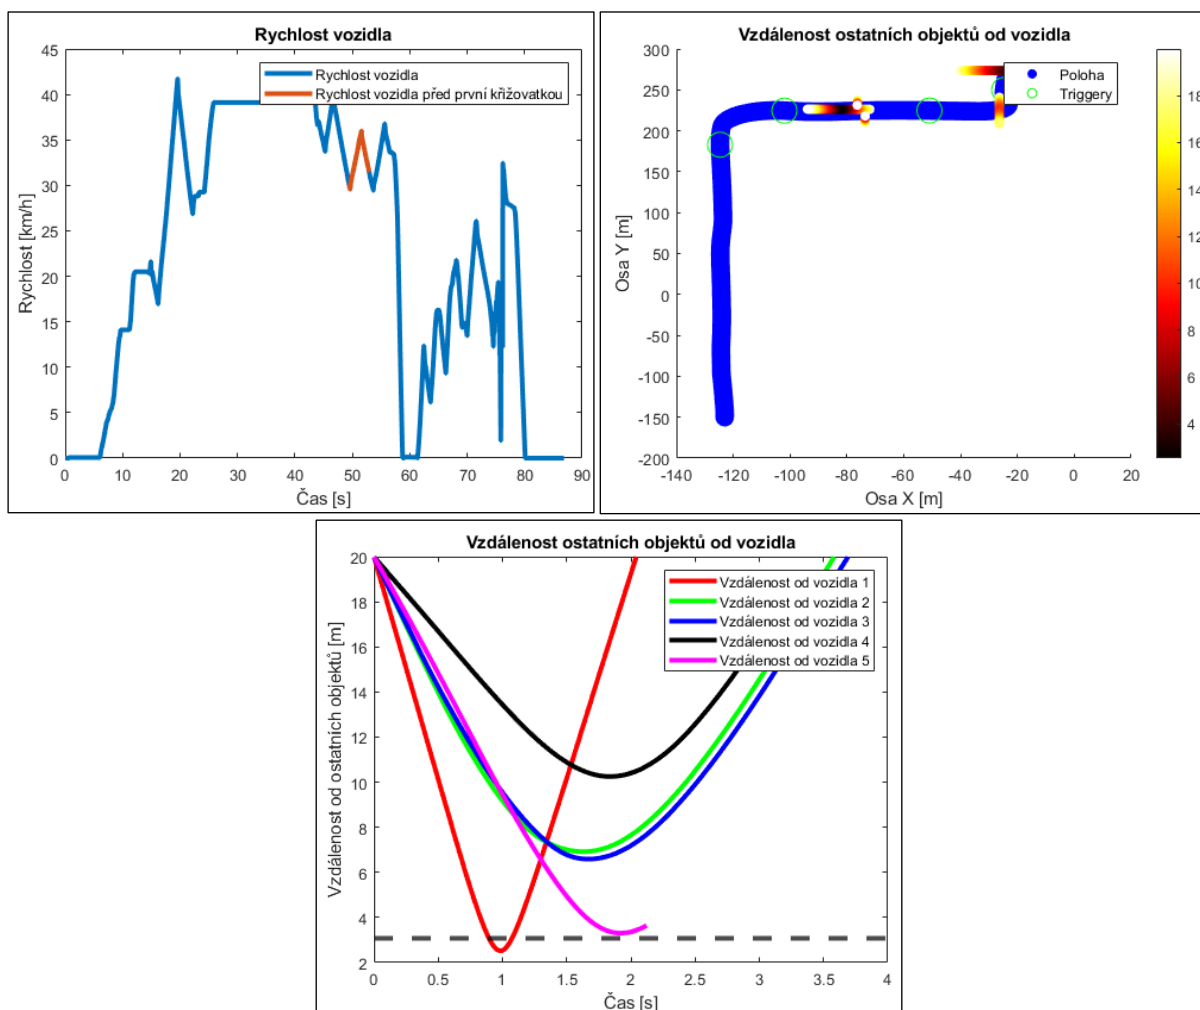 Rychlost vozidla
Rychlost vozidla
Rychlost vozidla před první křižovatkou
45
40
35
30
25
20
15
10
5
0
Rychlost [km/h]
0 10 20 30 40 50 60 70 80 90
Čas [s]
Vzdálenost ostatních objektů od vozidla
Poloha
Triggery
300
250
200
150
100
50
0
-50
-100
-150
-200
Osa Y [m]
-140 -120 -100 -80 -60 -40 -20 0 20
Osa X [m]
18
16
14
12
10
8
6
4
Vzdálenost ostatních objektů od vozidla
Vzdálenost od vozidla 1
Vzdálenost od vozidla 2
Vzdálenost od vozidla 3
Vzdálenost od vozidla 4
Vzdálenost od vozidla 5
20
18
16
14
12
10
8
6
4
2
Vzdálenost od ostatních objektů [m]
0 0.5 1 1.5 2 2.5 3 3.5 4
Čas [s]